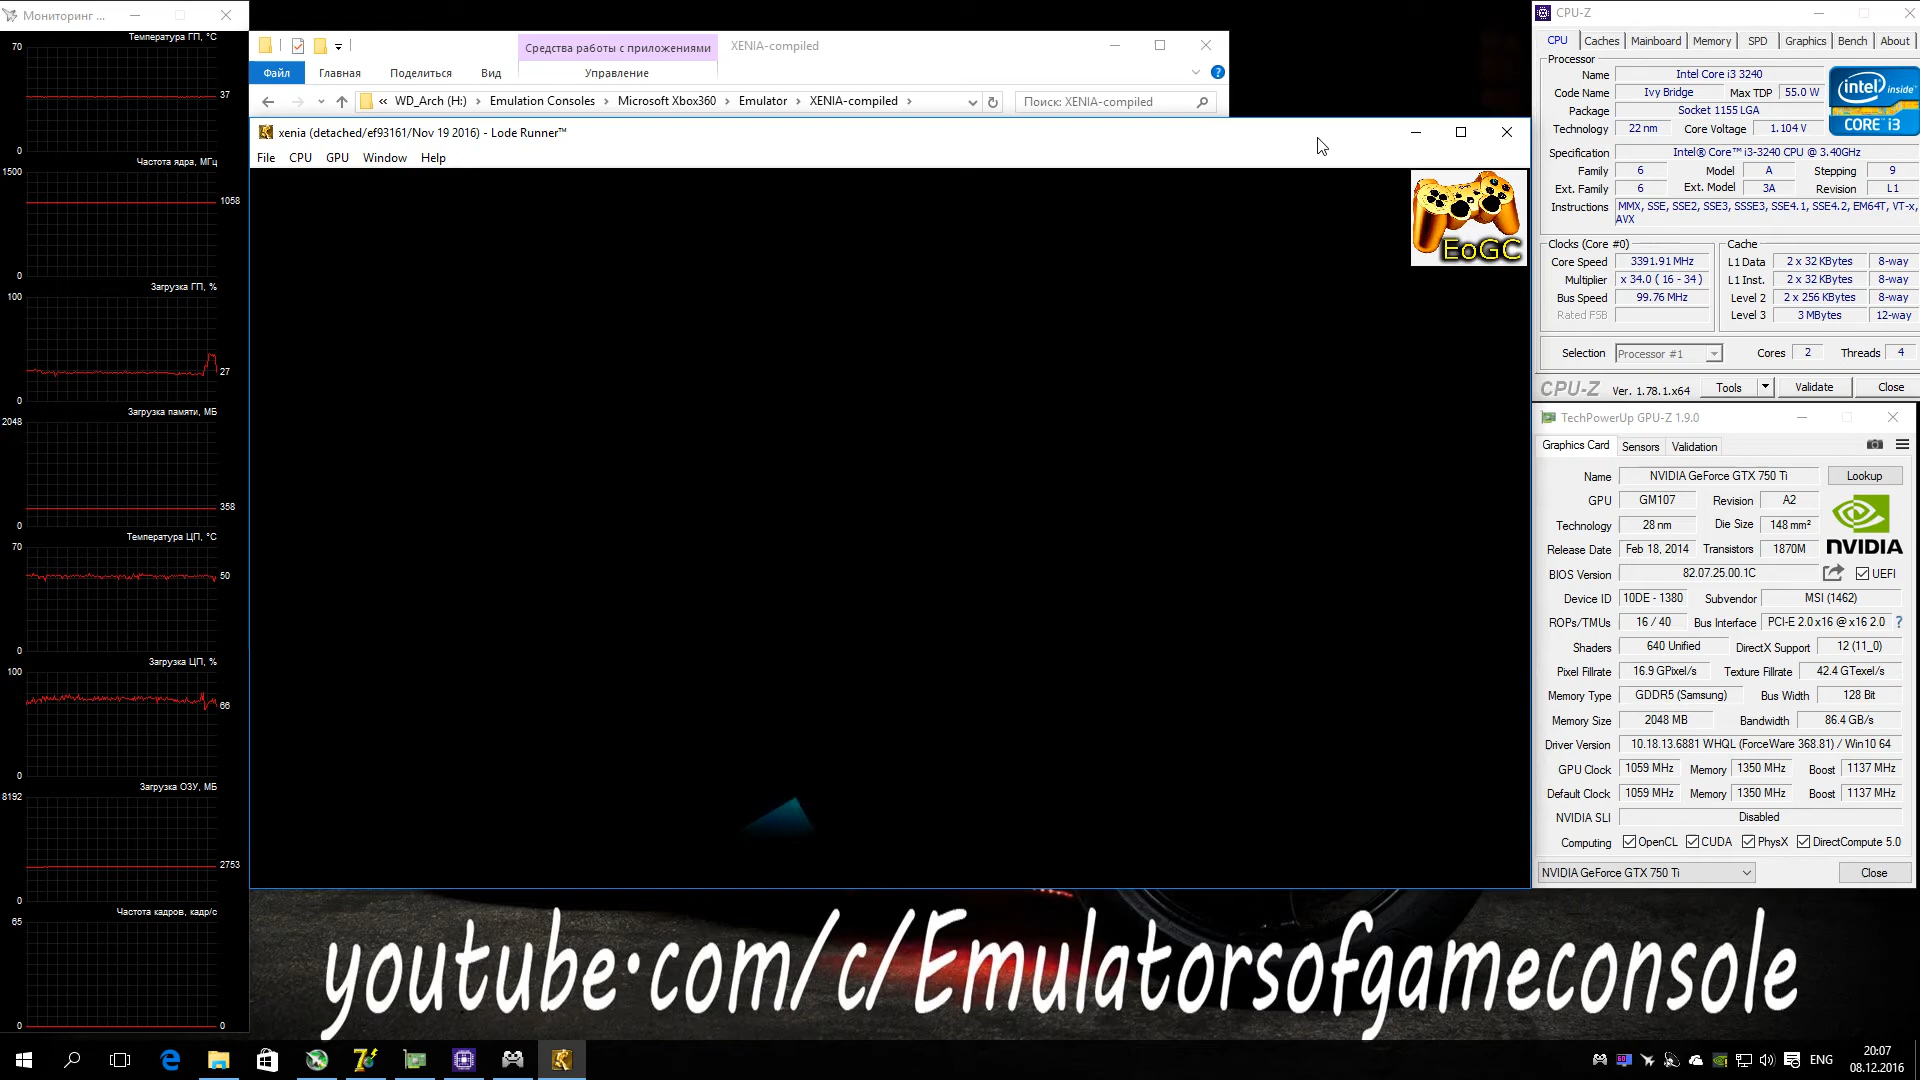 Мониторинг ...
Температура ГП, °C
70
37
0
Частота ядра, МГц
1500
1058
0
Загрузка ГП, %
100
27
0
Загрузка памяти, МБ
2048
358
0
Температура ЦП, °C
70
50
0
Загрузка ЦП, %
100
66
0
Загрузка ОЗУ, МБ
8192
2753
0
Частота кадров, кадр/с
65
0
0
Средства работы с приложениями
XENIA-compiled
Файл
Главная
Поделиться
Вид
Управление
« WD_Arch (H:) › Emulation Consoles › Microsoft Xbox360 › Emulator › XENIA-compiled ›
Поиск: XENIA-compiled
xenia (detached/ef93161/Nov 19 2016) - Lode Runner™
File CPU GPU Window Help
EoGC
CPU-Z
CPU Caches Mainboard Memory SPD Graphics Bench About
Processor
Name Intel Core i3 3240
Code Name Ivy Bridge Max TDP 55.0 W
Package Socket 1155 LGA
Technology 22 nm Core Voltage 1.104 V
intel inside™
CORE i3
Specification Intel® Core™ i3-3240 CPU @ 3.40GHz
Family 6 Model A Stepping 9
Ext. Family 6 Ext. Model 3A Revision L1
Instructions MMX, SSE, SSE2, SSE3, SSSE3, SSE4.1, SSE4.2, EM64T, VT-x,
AVX
Clocks (Core #0)
Core Speed 3391.91 MHz
Multiplier x 34.0 ( 16 - 34 )
Bus Speed 99.76 MHz
Rated FSB
Cache
L1 Data 2 x 32 KBytes 8-way
L1 Inst. 2 x 32 KBytes 8-way
Level 2 2 x 256 KBytes 8-way
Level 3 3 MBytes 12-way
Selection Processor #1 Cores 2 Threads 4
CPU-Z Ver. 1.78.1.x64 Tools Validate Close
TechPowerUp GPU-Z 1.9.0
Graphics Card Sensors Validation
Name NVIDIA GeForce GTX 750 Ti Lookup
GPU GM107 Revision A2
Technology 28 nm Die Size 148 mm²
Release Date Feb 18, 2014 Transistors 1870M
NVIDIA
BIOS Version 82.07.25.00.1C UEFI
Device ID 10DE - 1380 Subvendor MSI (1462)
ROPs/TMUs 16 / 40 Bus Interface PCI-E 2.0 x16 @ x16 2.0 ?
Shaders 640 Unified DirectX Support 12 (11_0)
Pixel Fillrate 16.9 GPixel/s Texture Fillrate 42.4 GTexel/s
Memory Type GDDR5 (Samsung) Bus Width 128 Bit
Memory Size 2048 MB Bandwidth 86.4 GB/s
Driver Version 10.18.13.6881 WHQL (ForceWare 368.81) / Win10 64
GPU Clock 1059 MHz Memory 1350 MHz Boost 1137 MHz
Default Clock 1059 MHz Memory 1350 MHz Boost 1137 MHz
NVIDIA SLI Disabled
Computing OpenCL CUDA PhysX DirectCompute 5.0
NVIDIA GeForce GTX 750 Ti Close
youtube.com/c/Emulatorsofgameconsole
ENG
20:07
08.12.2016